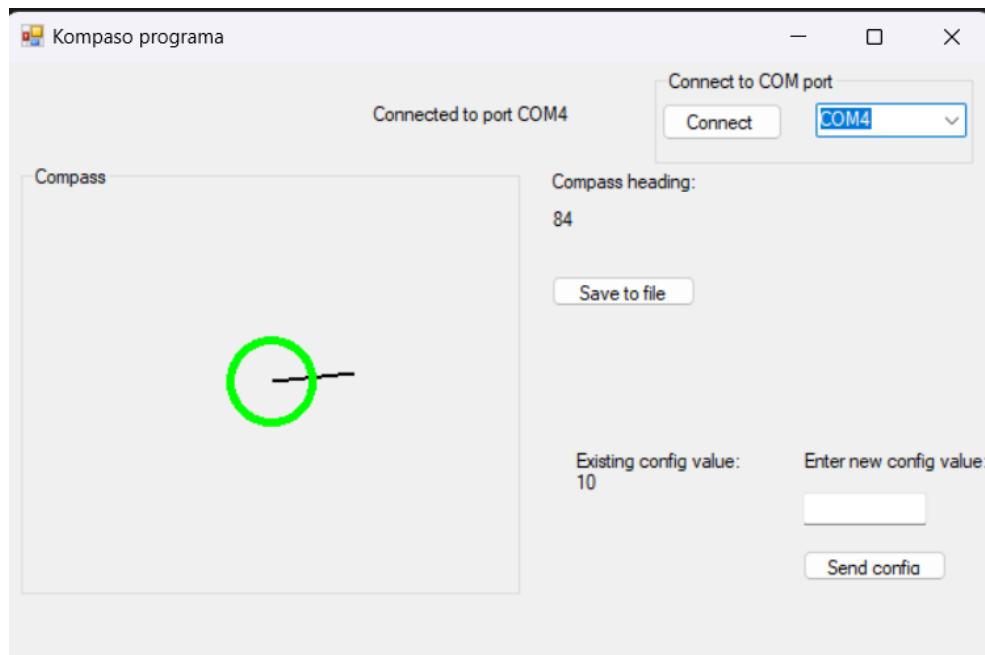 Kompaso programa
Connect to COM port
Connected to port COM4
Connect
COM4
Compass
Compass heading:
84
Save to file
Existing config value:
10
Enter new config value:
Send config